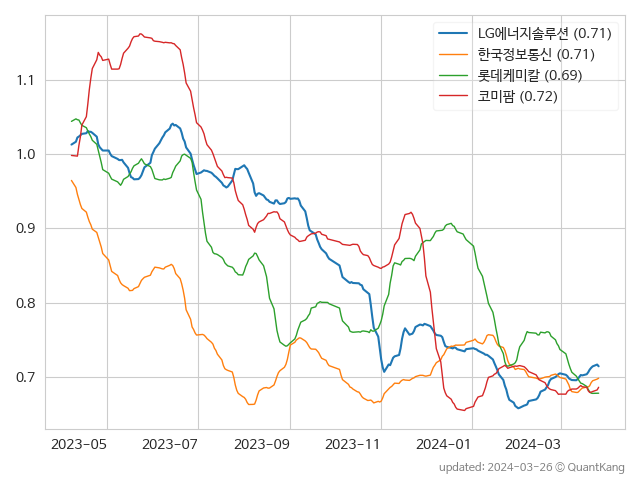 LG에너지솔루션 (0.71)
한국정보통신 (0.71)
롯데케미칼 (0.69)
코미팜 (0.72)
1.1
1.0
0.9
0.8
0.7
2023-05 2023-07 2023-09 2023-11 2024-01 2024-03
updated: 2024-03-26 © QuantKang